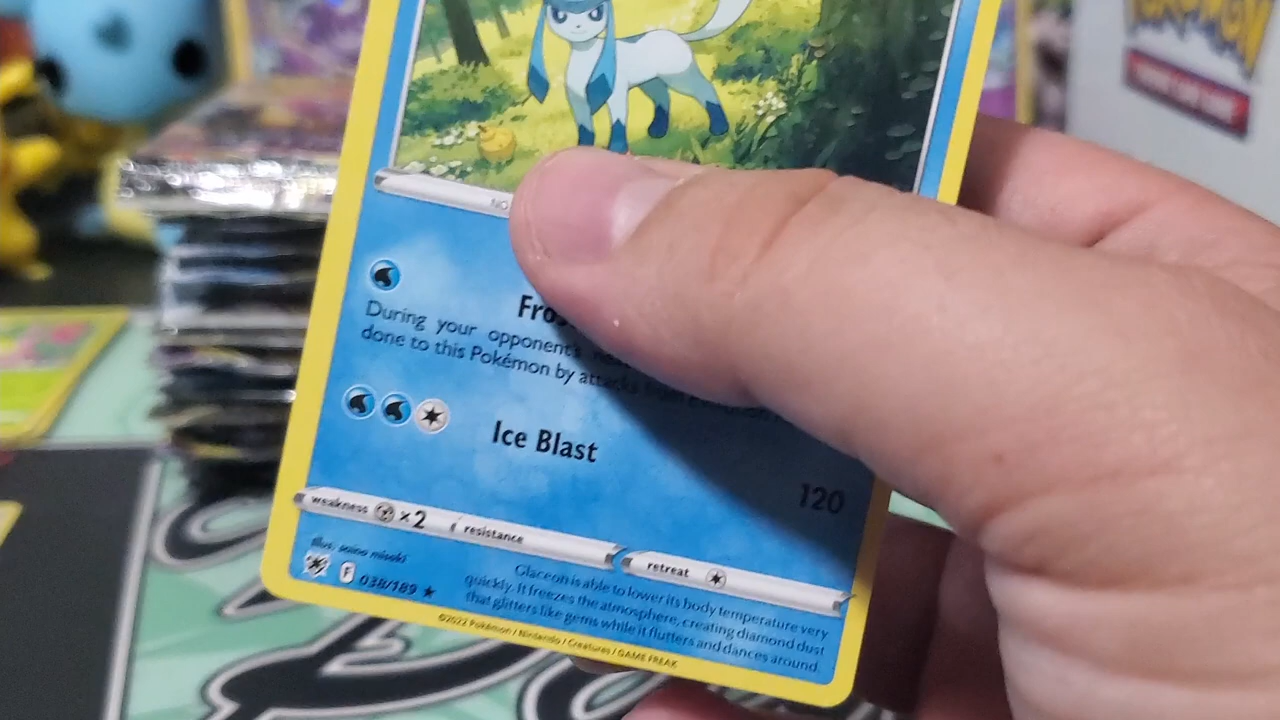 POKÉMON
NO
Fros
During your opponent's
done to this Pokémon by attacks
Ice Blast
120
weakness ×2 resistance
retreat
Illus. saino misaki
F 038/189 ★
Glaceon is able to lower its body temperature very
quickly. It freezes the atmosphere, creating diamond dust
that glitters like gems while it flutters and dances around.
©2022 Pokémon / Nintendo / Creatures / GAME FREAK